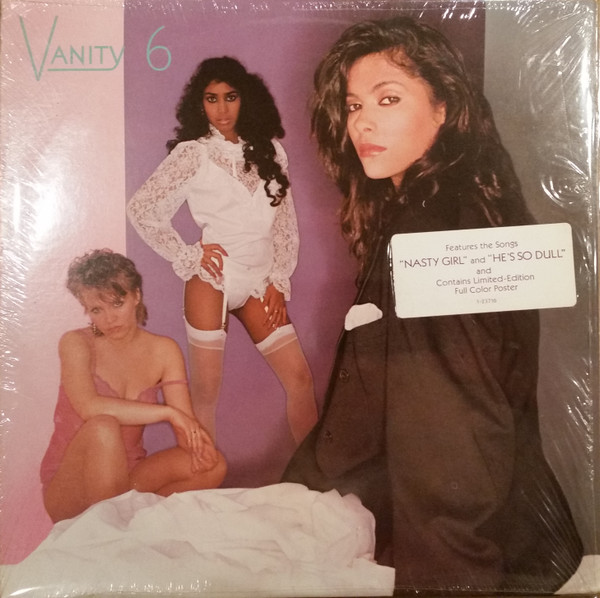 VANITY 6
Features the Songs
"NASTY GIRL" and "HE'S SO DULL"
and
Contains Limited-Edition
Full Color Poster